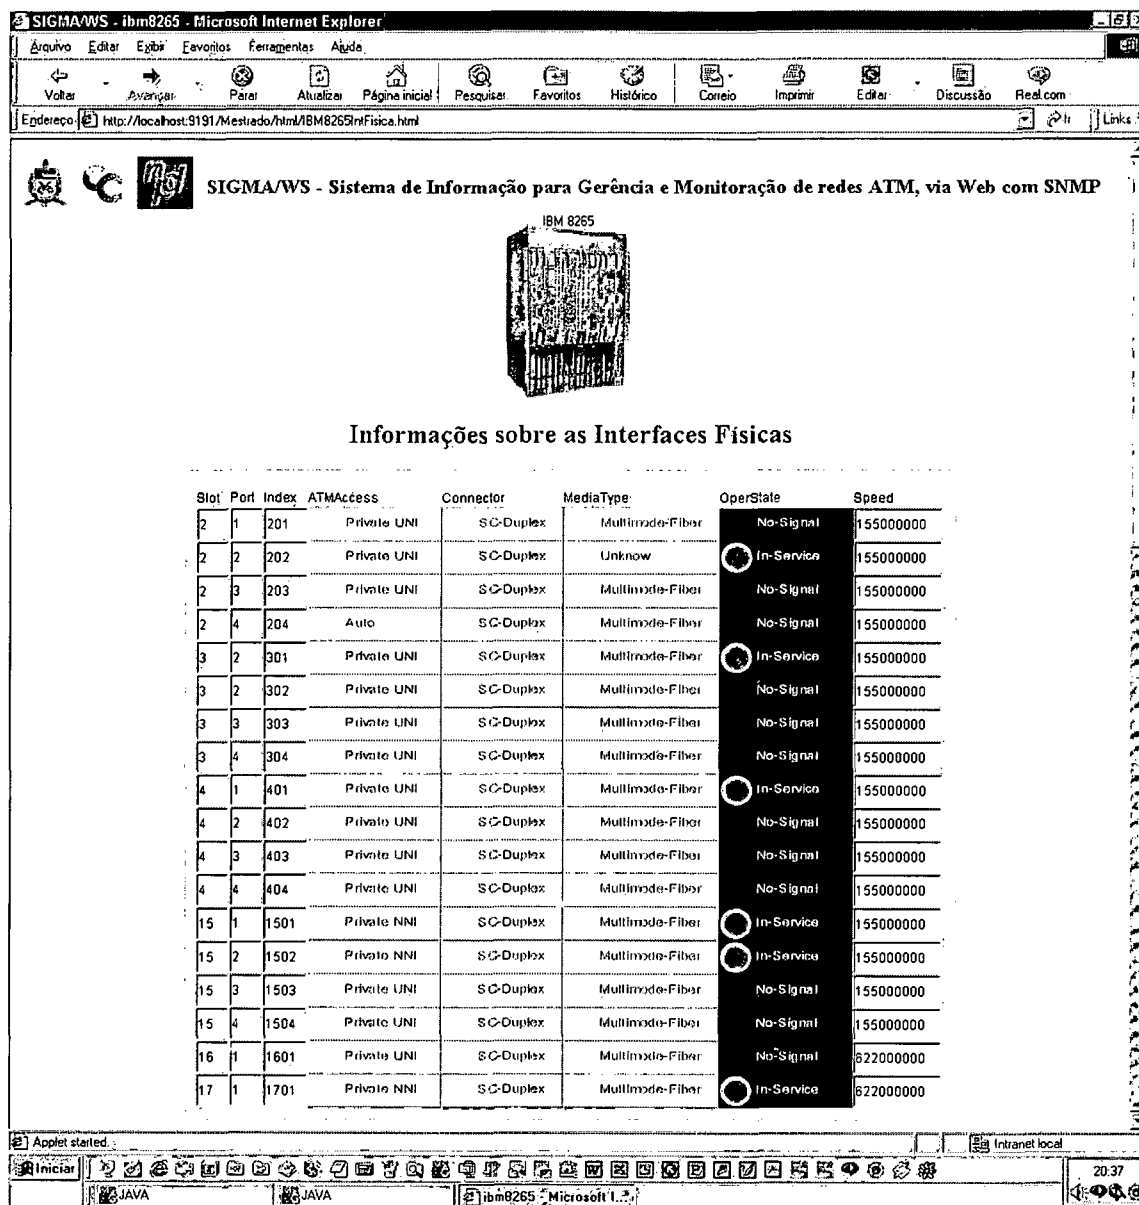 SIGMA/WS - ibm8265 - Microsoft Internet Explorer
Arquivo Editar Exibir Favoritos Ferramentas Ajuda
Voltar Avançar Parar Atualizar Página inicial Pesquisar Favoritos Histórico Correio Imprimir Editar Discussão Real.com
Endereço http://localhost:9191/Mestrado/html/IBM8265IntFisica.html Ir Links
SIGMA/WS - Sistema de Informação para Gerência e Monitoração de redes ATM, via Web com SNMP
IBM 8265
Informações sobre as Interfaces Físicas
Slot Port Index ATMAccess Connector MediaType OperState Speed
2 1 201 Private UNI SC-Duplex Multimode-Fiber No-Signal 155000000
2 2 202 Private UNI SC-Duplex Unknow In-Service 155000000
2 3 203 Private UNI SC-Duplex Multimode-Fiber No-Signal 155000000
2 4 204 Auto SC-Duplex Multimode-Fiber No-Signal 155000000
3 2 301 Private UNI SC-Duplex Multimode-Fiber In-Service 155000000
3 2 302 Private UNI SC-Duplex Multimode-Fiber No-Signal 155000000
3 3 303 Private UNI SC-Duplex Multimode-Fiber No-Signal 155000000
3 4 304 Private UNI SC-Duplex Multimode-Fiber No-Signal 155000000
4 1 401 Private UNI SC-Duplex Multimode-Fiber In-Service 155000000
4 2 402 Private UNI SC-Duplex Multimode-Fiber No-Signal 155000000
4 3 403 Private UNI SC-Duplex Multimode-Fiber No-Signal 155000000
4 4 404 Private UNI SC-Duplex Multimode-Fiber No-Signal 155000000
15 1 1501 Private NNI SC-Duplex Multimode-Fiber In-Service 155000000
15 2 1502 Private NNI SC-Duplex Multimode-Fiber In-Service 155000000
15 3 1503 Private UNI SC-Duplex Multimode-Fiber No-Signal 155000000
15 4 1504 Private UNI SC-Duplex Multimode-Fiber No-Signal 155000000
16 1 1601 Private UNI SC-Duplex Multimode-Fiber No-Signal 622000000
17 1 1701 Private NNI SC-Duplex Multimode-Fiber In-Service 622000000
Applet started. Intranet local
Iniciar 20:37
JAVA JAVA ibm8265 - Microsoft I...